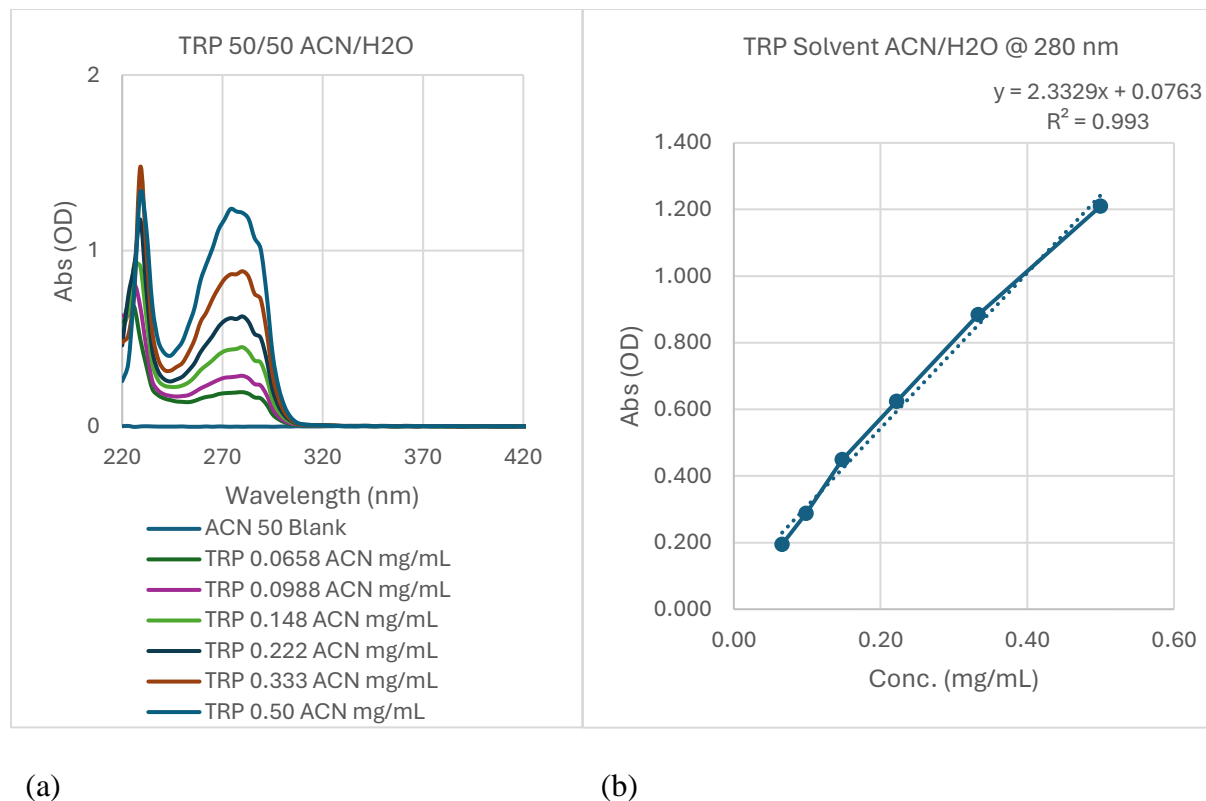 TRP 50/50 ACN/H2O
2
1
0
Abs (OD)
220 270 320 370 420
Wavelength (nm)
ACN 50 Blank
TRP 0.0658 ACN mg/mL
TRP 0.0988 ACN mg/mL
TRP 0.148 ACN mg/mL
TRP 0.222 ACN mg/mL
TRP 0.333 ACN mg/mL
TRP 0.50 ACN mg/mL
TRP Solvent ACN/H2O @ 280 nm
y = 2.3329x + 0.0763
R² = 0.993
1.400
1.200
1.000
0.800
0.600
0.400
0.200
0.000
Abs (OD)
0.00 0.20 0.40 0.60
Conc. (mg/mL)
(a) (b)